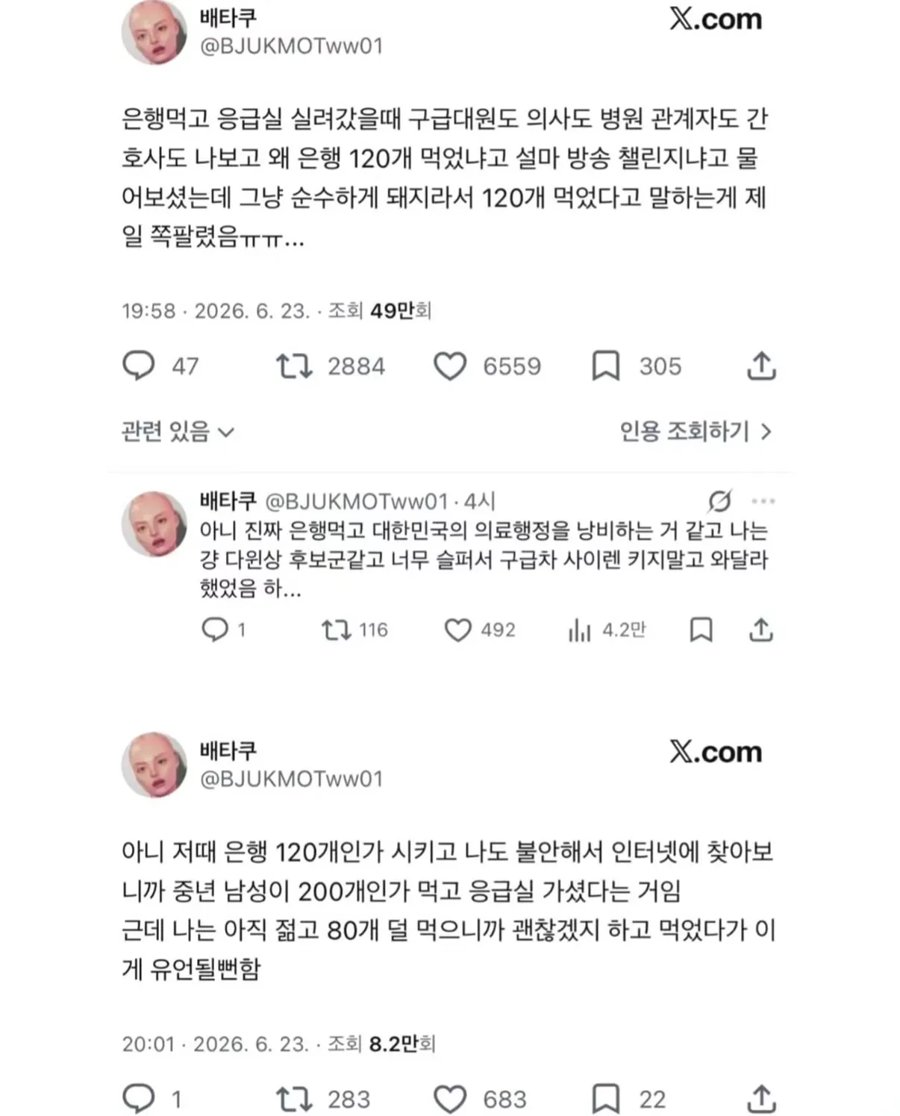 배타쿠
X.com
@BJUKMOTww01
은행먹고 응급실 실려갔을때 구급대원도 의사도 병원 관계자도 간
호사도 나보고 왜 은행 120개 먹었냐고 설마 방송 챌린지냐고 물
어보셨는데 그냥 순수하게 돼지라서 120개 먹었다고 말하는게 제
일 쪽팔렸음ㅠㅠ...
19:58 · 2026. 6. 23. · 조회 49만회
47 2884 6559 305
관련 있음 인용 조회하기
배타쿠 @BJUKMOTww01 · 4시
아니 진짜 은행먹고 대한민국의 의료행정을 낭비하는 거 같고 나는
걍 다윈상 후보군같고 너무 슬퍼서 구급차 사이렌 키지말고 와달라
했었음 하...
1 116 492 4.2만
배타쿠
X.com
@BJUKMOTww01
아니 저때 은행 120개인가 시키고 나도 불안해서 인터넷에 찾아보
니까 중년 남성이 200개인가 먹고 응급실 가셨다는 거임
근데 나는 아직 젊고 80개 덜 먹으니까 괜찮겠지 하고 먹었다가 이
게 유언될뻔함
20:01 · 2026. 6. 23. · 조회 8.2만회
1 283 683 22